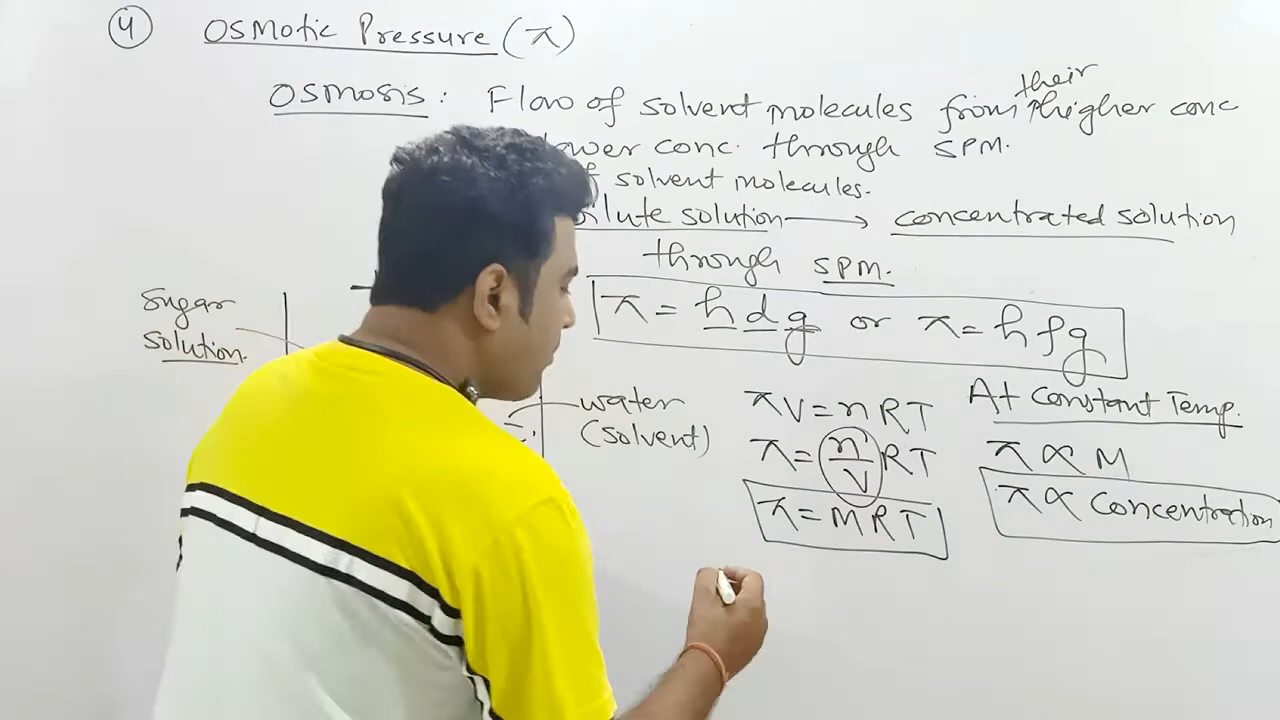 4 Osmotic Pressure (π)
Osmosis: Flow of solvent molecules from their higher conc
lower conc. through SPM.
of solvent molecules.
dilute solution → concentrated solution
through SPM.
sugar
solution.
π = h d g or π = h ρ g
water
(solvent)
πV = nRT
π = n/V RT
π = MRT
At Constant Temp.
π ∝ M
π ∝ Concentration